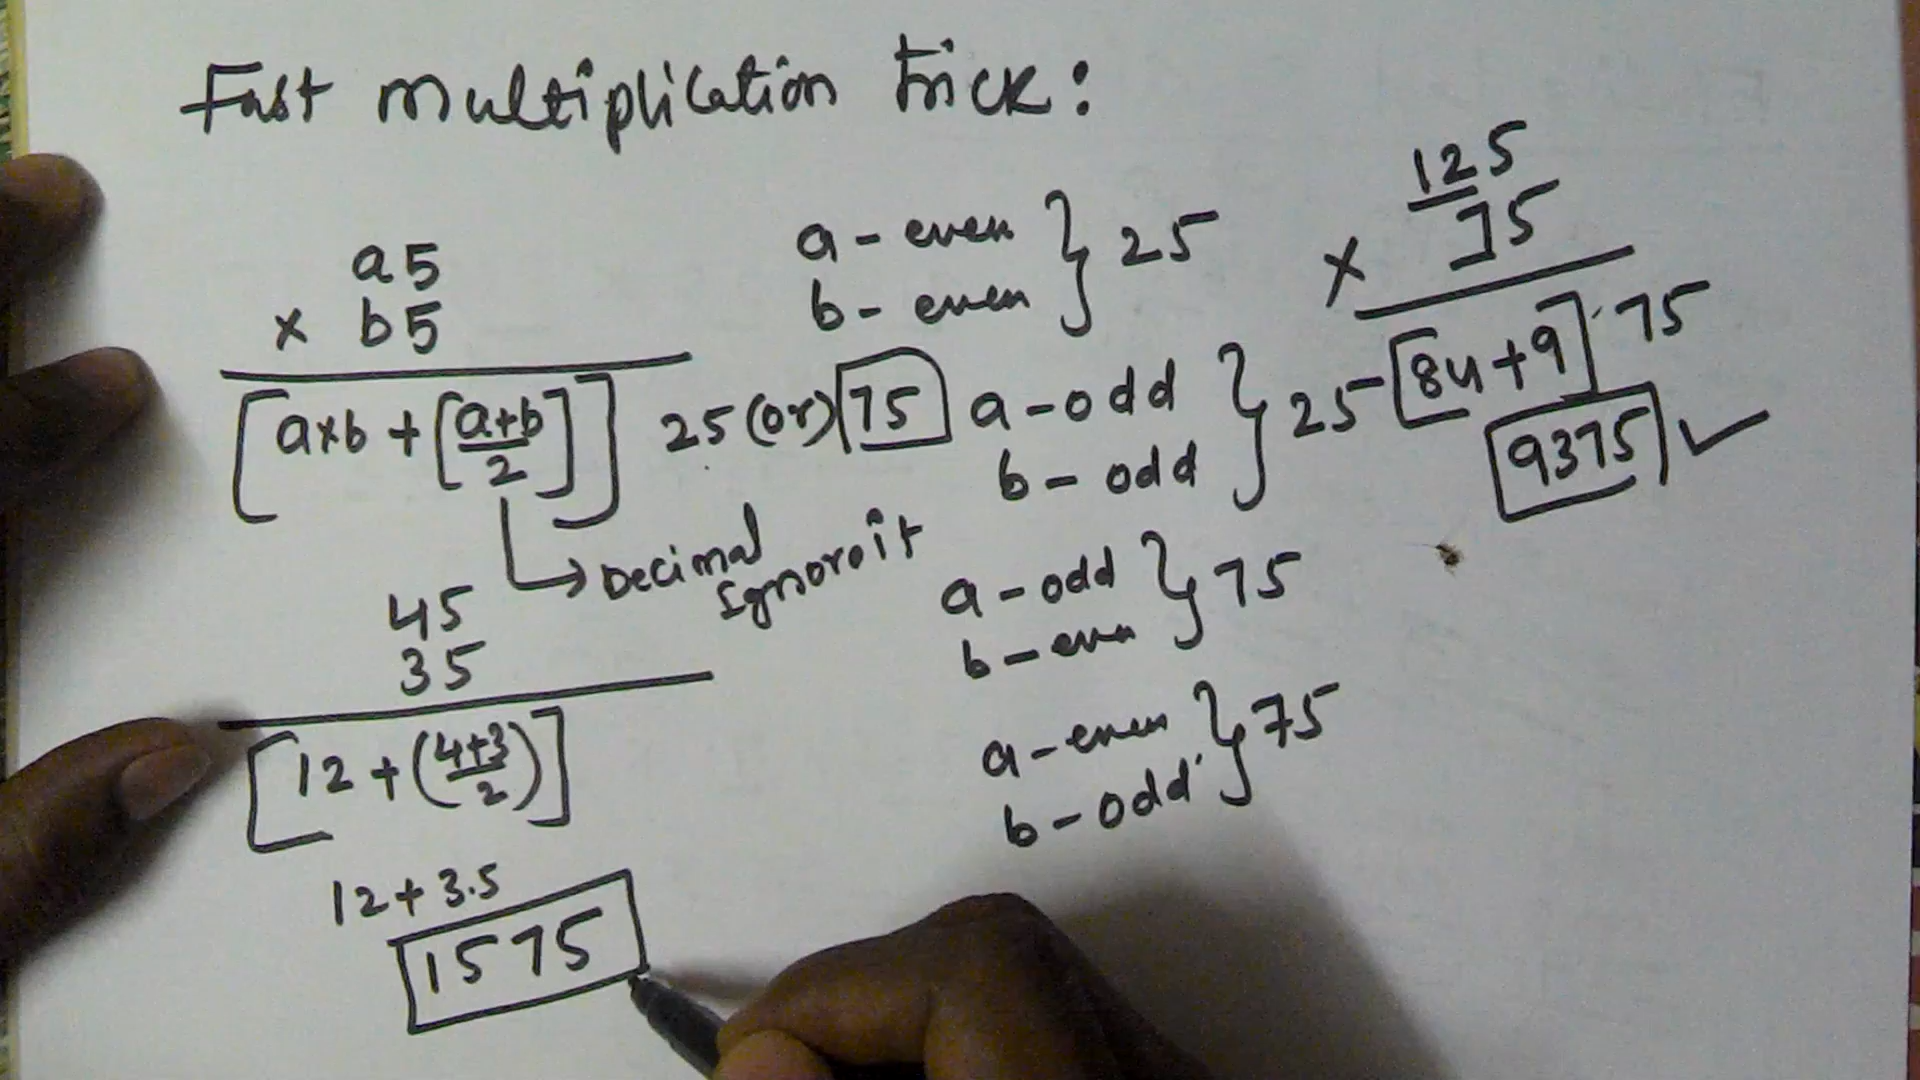 Fast multiplication trick:
a5
× b5
[a×b + [a+b/2]] 25 (or) 75
Decimal
Ignore it
45
35
[12 + (4+3/2)]
12 + 3.5
1575
a - even
b - even } 25
a - odd
b - odd } 25
a - odd
b - even } 75
a - even
b - odd } 75
125
× 75
[84+9] 75
9375 ✓